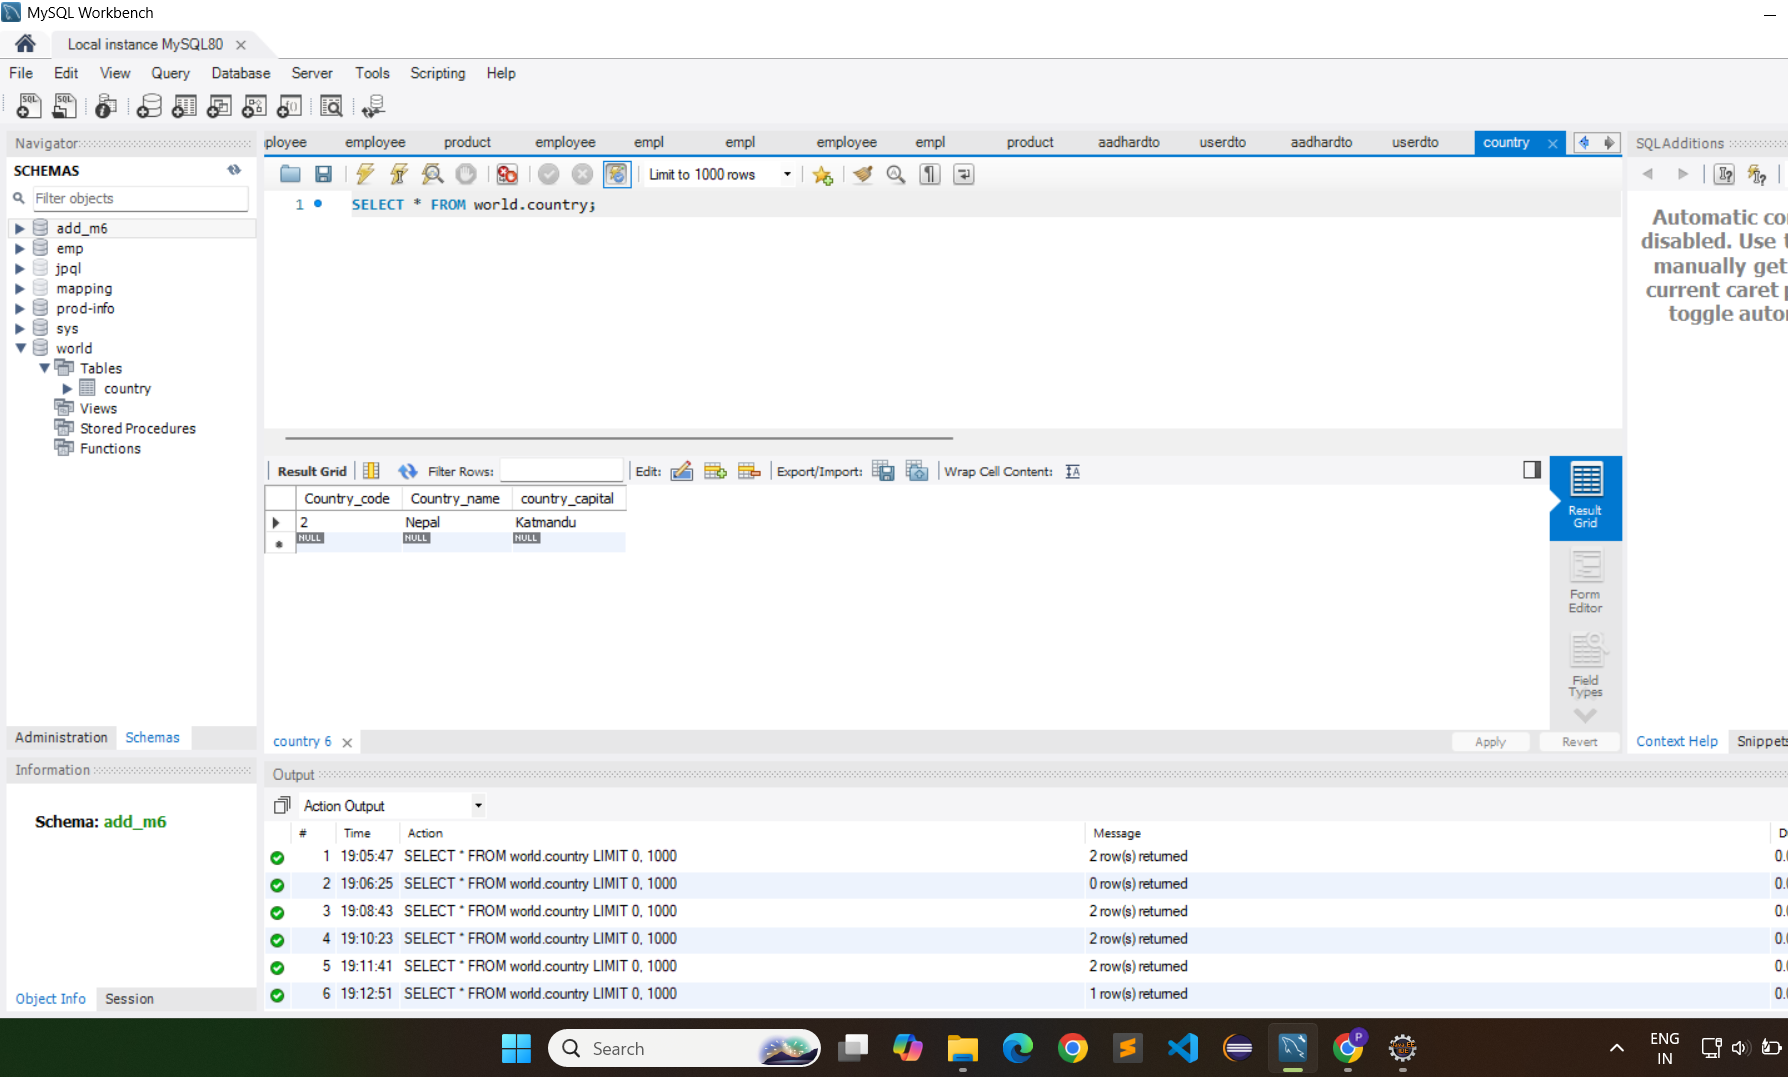 MySQL Workbench
Local instance MySQL80
File Edit View Query Database Server Tools Scripting Help
Navigator
SCHEMAS
Filter objects
add_m6
emp
jpql
mapping
prod-info
sys
world
Tables
country
Views
Stored Procedures
Functions
Administration Schemas
Information
Schema: add_m6
Object Info Session
ployee employee product employee empl empl employee empl product aadhardto userdto aadhardto userdto country
Limit to 1000 rows
1 SELECT * FROM world.country;
Result Grid Filter Rows: Edit: Export/Import: Wrap Cell Content:
Country_code Country_name country_capital
2 Nepal Katmandu
NULL NULL NULL
Result
Grid
Form
Editor
Field
Types
country 6
Apply Revert
Output
Action Output
# Time Action Message D
1 19:05:47 SELECT * FROM world.country LIMIT 0, 1000 2 row(s) returned 0.
2 19:06:25 SELECT * FROM world.country LIMIT 0, 1000 0 row(s) returned 0.
3 19:08:43 SELECT * FROM world.country LIMIT 0, 1000 2 row(s) returned 0.
4 19:10:23 SELECT * FROM world.country LIMIT 0, 1000 2 row(s) returned 0.
5 19:11:41 SELECT * FROM world.country LIMIT 0, 1000 2 row(s) returned 0.
6 19:12:51 SELECT * FROM world.country LIMIT 0, 1000 1 row(s) returned 0.
SQLAdditions
Automatic co
disabled. Use t
manually get
current caret p
toggle auto
Context Help Snippets
Search
ENG
IN